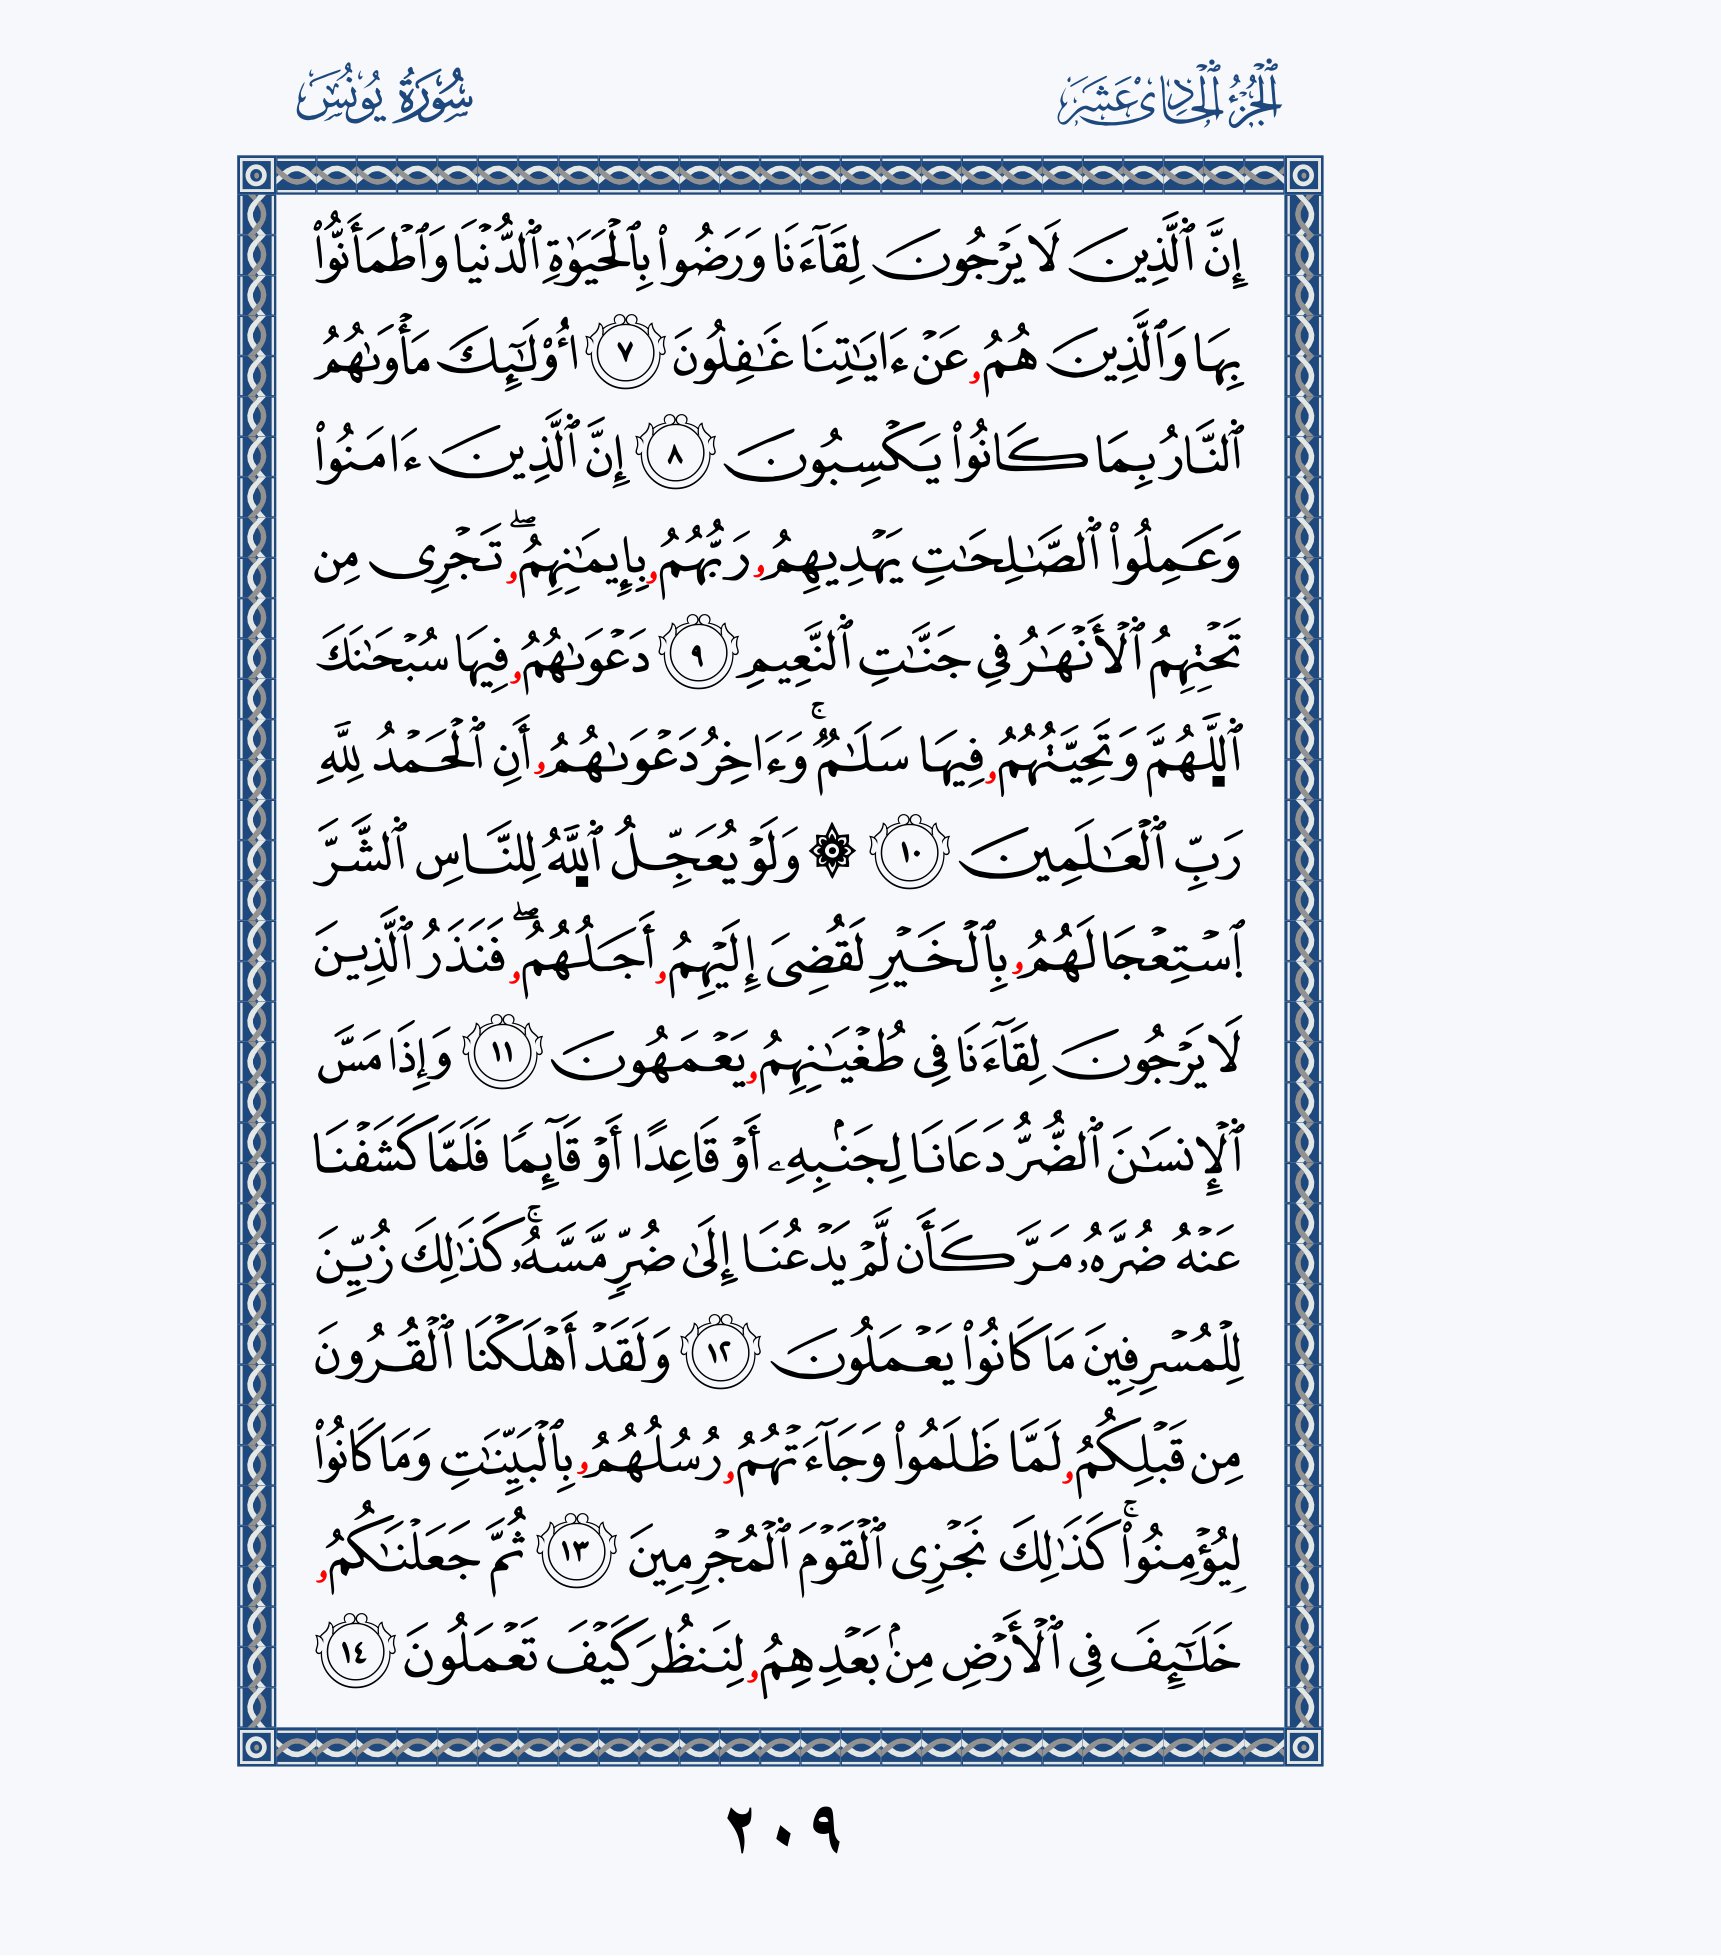 الجُزْءُ الحَادِي عَشَرَ
سُورَةُ يُونُسَ
إِنَّ ٱلَّذِينَ لَا يَرْجُونَ لِقَآءَنَا وَرَضُوا۟ بِٱلْحَيَوٰةِ ٱلدُّنْيَا وَٱطْمَأَنُّوا۟
بِهَا وَٱلَّذِينَ هُمُۥ عَنْ ءَايَٰتِنَا غَٰفِلُونَ ٧ أُو۟لَٰٓئِكَ مَأْوَىٰهُمُ
ٱلنَّارُ بِمَا كَانُوا۟ يَكْسِبُونَ ٨ إِنَّ ٱلَّذِينَ ءَامَنُوا۟
وَعَمِلُوا۟ ٱلصَّٰلِحَٰتِ يَهْدِيهِمُۥ رَبُّهُمُۥ بِإِيمَٰنِهِمُۥۖ تَجْرِى مِن
تَحْتِهِمُ ٱلْأَنْهَٰرُ فِى جَنَّٰتِ ٱلنَّعِيمِ ٩ دَعْوَىٰهُمُۥ فِيهَا سُبْحَٰنَكَ
ٱللَّهُمَّ وَتَحِيَّتُهُمُۥ فِيهَا سَلَٰمٌۚ وَءَاخِرُ دَعْوَىٰهُمُۥ أَنِ ٱلْحَمْدُ لِلَّهِ
رَبِّ ٱلْعَٰلَمِينَ ١٠ ۞ وَلَوْ يُعَجِّلُ ٱللَّهُ لِلنَّاسِ ٱلشَّرَّ
ٱسْتِعْجَالَهُمُۥ بِٱلْخَيْرِ لَقُضِىَ إِلَيْهِمُۥ أَجَلُهُمُۥۖ فَنَذَرُ ٱلَّذِينَ
لَا يَرْجُونَ لِقَآءَنَا فِى طُغْيَٰنِهِمُۥ يَعْمَهُونَ ١١ وَإِذَا مَسَّ
ٱلْإِنسَٰنَ ٱلضُّرُّ دَعَانَا لِجَنۢبِهِۦ أَوْ قَاعِدًا أَوْ قَآئِمًا فَلَمَّا كَشَفْنَا
عَنْهُ ضُرَّهُۥ مَرَّ كَأَن لَّمْ يَدْعُنَا إِلَىٰ ضُرٍّ مَّسَّهُۥۚ كَذَٰلِكَ زُيِّنَ
لِلْمُسْرِفِينَ مَا كَانُوا۟ يَعْمَلُونَ ١٢ وَلَقَدْ أَهْلَكْنَا ٱلْقُرُونَ
مِن قَبْلِكُمُۥ لَمَّا ظَلَمُوا۟ وَجَآءَتْهُمُۥ رُسُلُهُمُۥ بِٱلْبَيِّنَٰتِ وَمَا كَانُوا۟
لِيُؤْمِنُوا۟ۚ كَذَٰلِكَ نَجْزِى ٱلْقَوْمَ ٱلْمُجْرِمِينَ ١٣ ثُمَّ جَعَلْنَٰكُمُۥ
خَلَٰٓئِفَ فِى ٱلْأَرْضِ مِنۢ بَعْدِهِمُۥ لِنَنظُرَ كَيْفَ تَعْمَلُونَ ١٤
٢٠٩